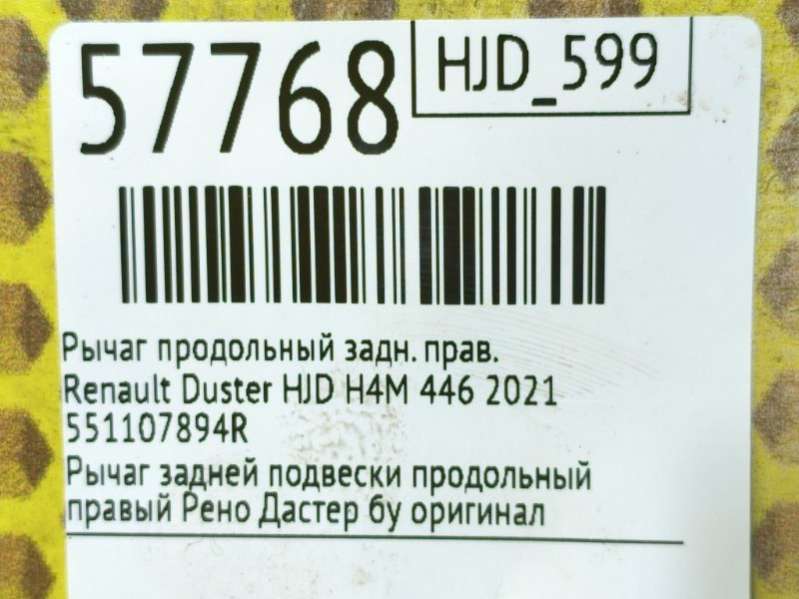 57768
HJD_599
Рычаг продольный задн. прав.
Renault Duster HJD H4M 446 2021
551107894R
Рычаг задней подвески продольный
правый Рено Дастер бу оригинал